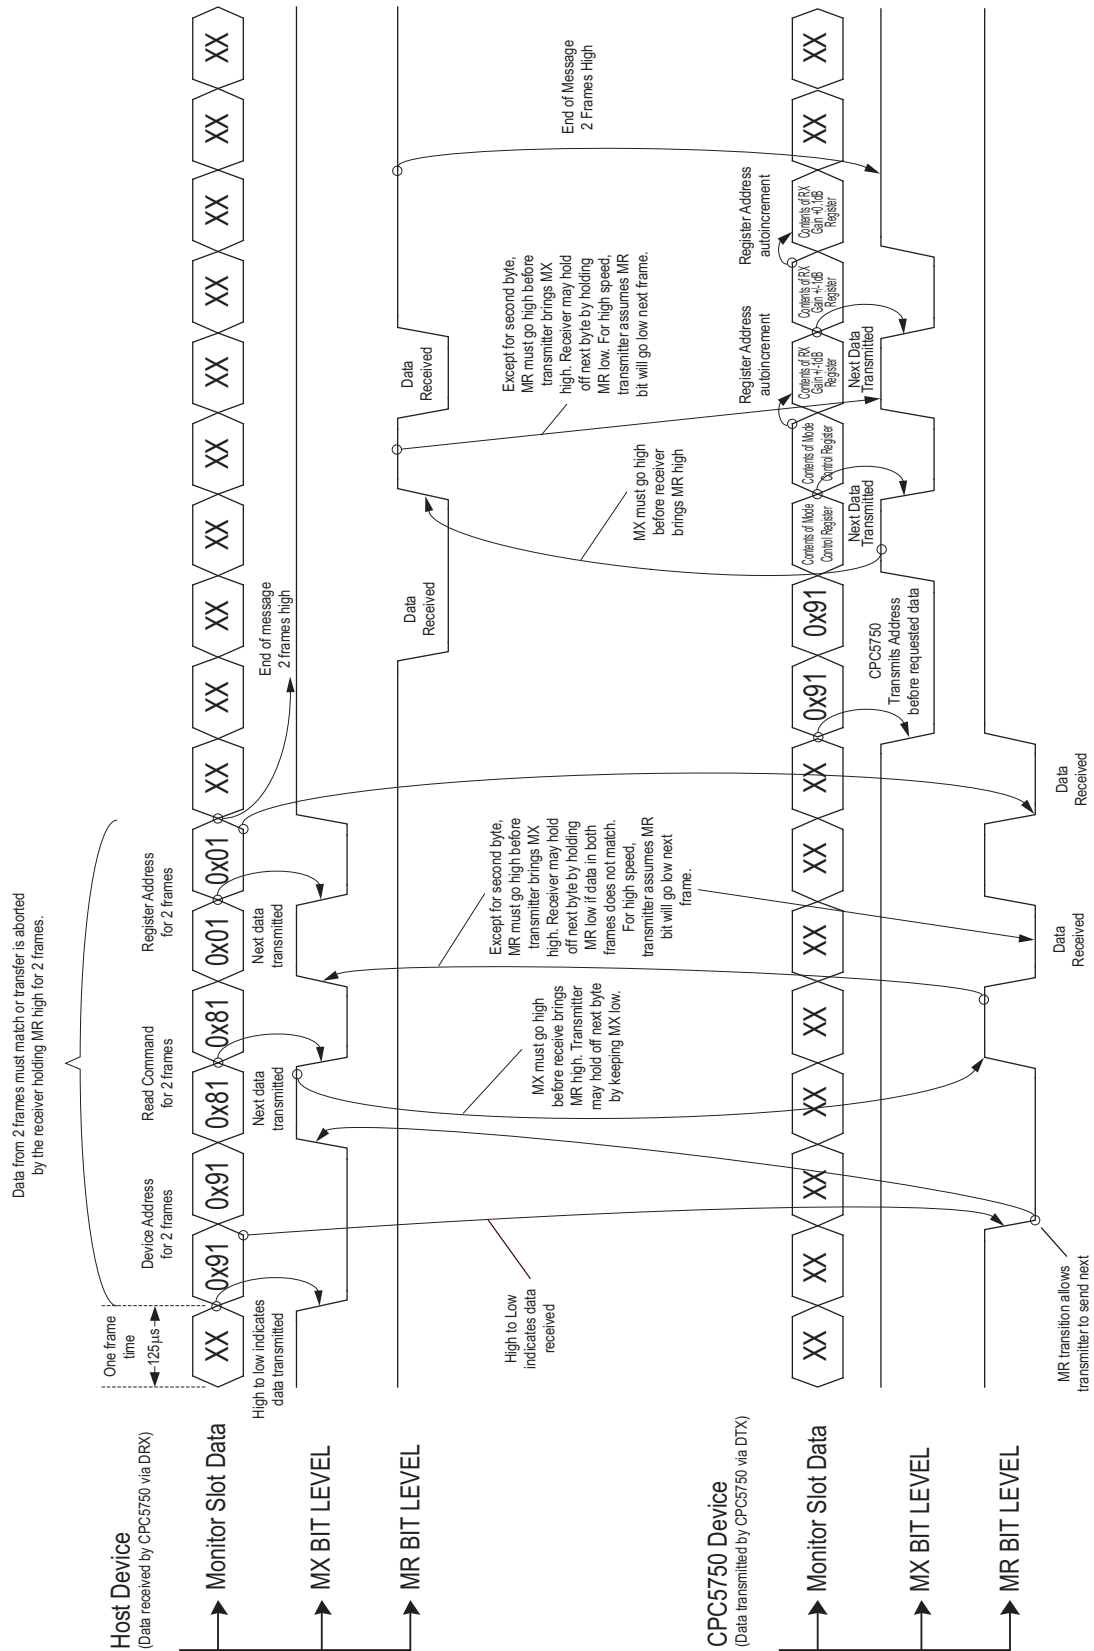 Data from 2 frames must match or transfer is aborted
by the receiver holding MR high for 2 frames.
One frame
time
125µs
Device Address
for 2 frames
Read Command
for 2 frames
Register Address
for 2 frames
Host Device
(Data received by CPC5750 via DRX)
Monitor Slot Data
XX
0x91
0x91
0x81
0x81
0x01
0x01
XX
XX
XX
XX
XX
XX
XX
XX
XX
XX
High to low indicates
data transmitted
Next data
transmitted
Next data
transmitted
End of message
2 frames high
MX BIT LEVEL
MR BIT LEVEL
Data
Received
Data
Received
High to Low
indicates data
received
MX must go high
before receive brings
MR high. Transmitter
may hold off next byte
by keeping MX low.
Except for second byte,
MR must go high before
transmitter brings MX
high. Receiver may hold
off next byte by holding
MR low if data in both
frames does not match.
For high speed,
transmitter assumes MR
bit will go low next
frame.
MX must go high
before receiver
brings MR high
Except for second byte,
MR must go high before
transmitter brings MX
high. Receiver may hold
off next byte by holding
MR low. For high speed,
transmitter assumes MR
bit will go low next frame.
End of Message
2 Frames High
Register Address
autoincrement
Register Address
autoincrement
CPC5750 Device
(Data transmitted by CPC5750 via DTX)
Monitor Slot Data
XX
XX
XX
XX
XX
XX
XX
XX
0x91
0x91
Contents of Mode
Control Register
Contents of Mode
Control Register
Contents of RX
Gain +/-1dB
Register
Contents of RX
Gain +/-1dB
Register
Contents of RX
Gain +0.1dB
Register
XX
XX
CPC5750
Transmits Address
before requested data
Next Data
Transmitted
Next Data
Transmitted
MX BIT LEVEL
MR BIT LEVEL
MR transition allows
transmitter to send next
Data
Received
Data
Received